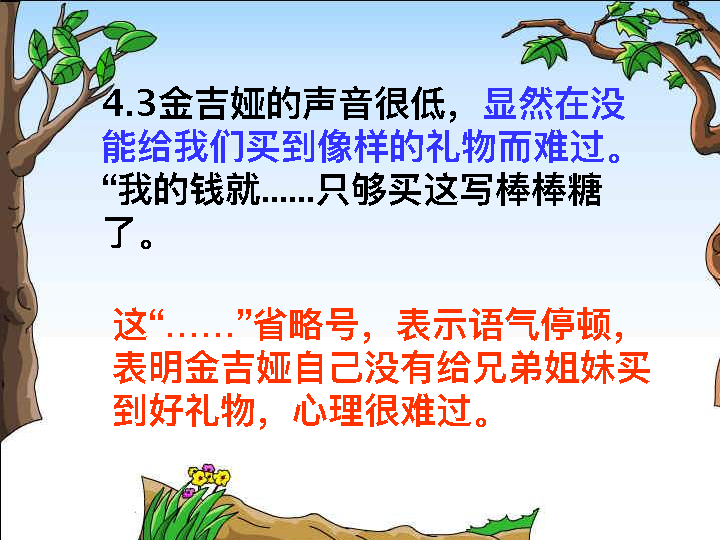 4.3金吉娅的声音很低，显然在没
能给我们买到像样的礼物而难过。
“我的钱就......只够买这写棒棒糖
了。
这“……”省略号，表示语气停顿，
表明金吉娅自己没有给兄弟姐妹买
到好礼物，心理很难过。